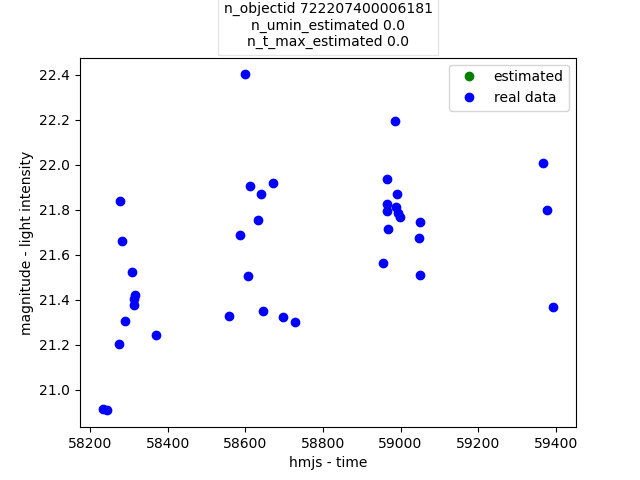 n_objectid 722207400006181
n_umin_estimated 0.0
n_t_max_estimated 0.0
estimated
real data
magnitude - light intensity
22.4
22.2
22.0
21.8
21.6
21.4
21.2
21.0
58200 58400 58600 58800 59000 59200 59400
hmjs - time